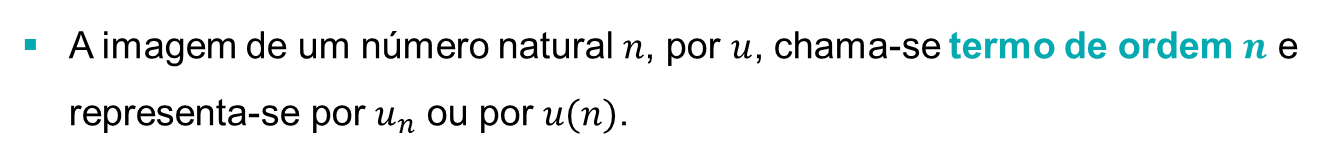 ▪ A imagem de um número natural n, por u, chama-se termo de ordem n e
representa-se por uₙ ou por u(n).